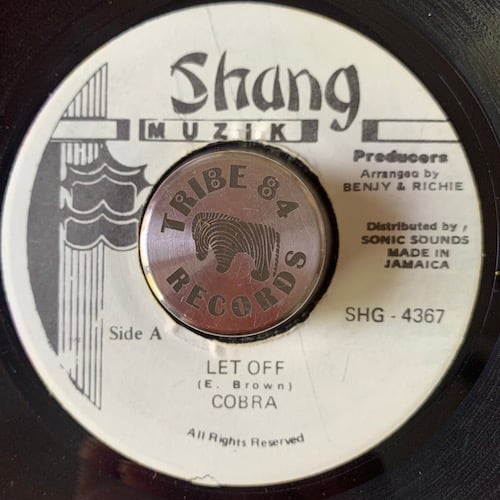 Shang
MUZIK
Producers
Arranged by
BENJY & RICHIE
Distributed by,
SONIC SOUNDS
MADE IN
JAMAICA
TRIBE 84
RECORDS
SHG - 4367
Side A
LET OFF
(E. Brown)
COBRA
All Rights Reserved